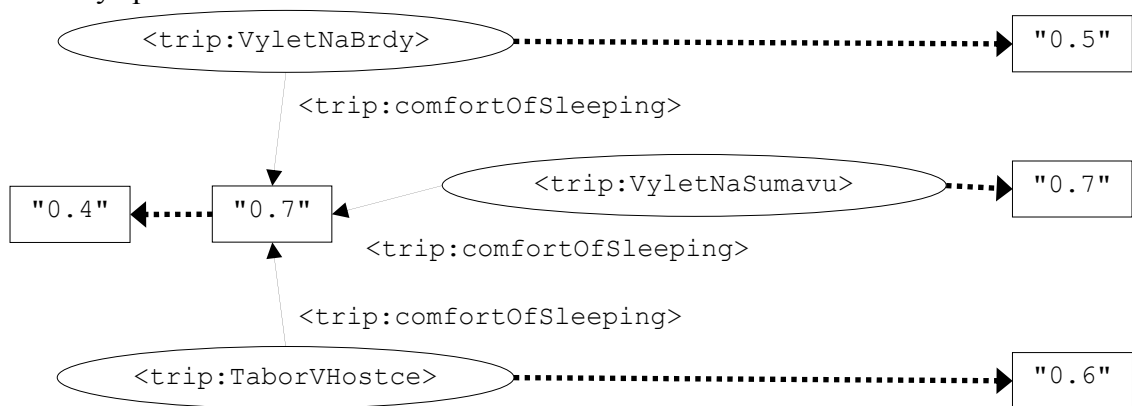 <trip:VyletNaBrdy>
"0.5"
<trip:comfortOfSleeping>
<trip:VyletNaSumavu>
"0.7"
"0.4"
"0.7"
<trip:comfortOfSleeping>
<trip:comfortOfSleeping>
<trip:TaborVHostce>
"0.6"